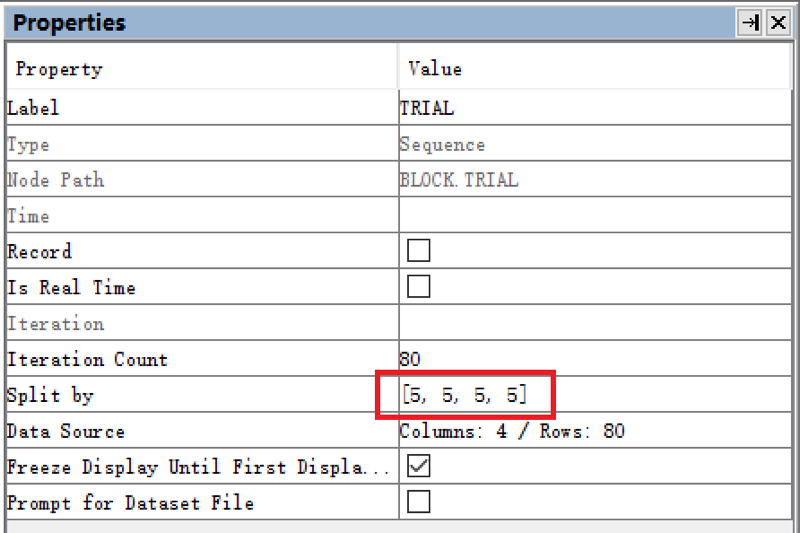 Properties
Property Value
Label TRIAL
Type Sequence
Node Path BLOCK.TRIAL
Time
Record
Is Real Time
Iteration
Iteration Count 80
Split by [5, 5, 5, 5]
Data Source Columns: 4 / Rows: 80
Freeze Display Until First Displa...
Prompt for Dataset File